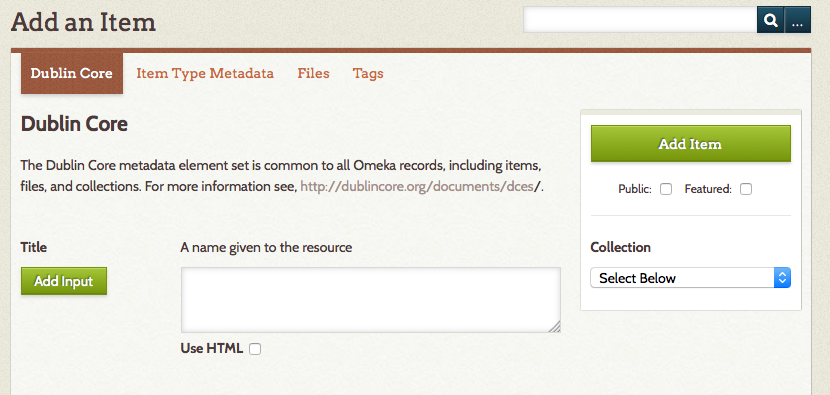 Add an Item
...
Dublin Core
Item Type Metadata
Files
Tags
Dublin Core
The Dublin Core metadata element set is common to all Omeka records, including items,
files, and collections. For more information see, http://dublincore.org/documents/dces/.
Title
A name given to the resource
Add Input
Use HTML
Add Item
Public:
Featured:
Collection
Select Below